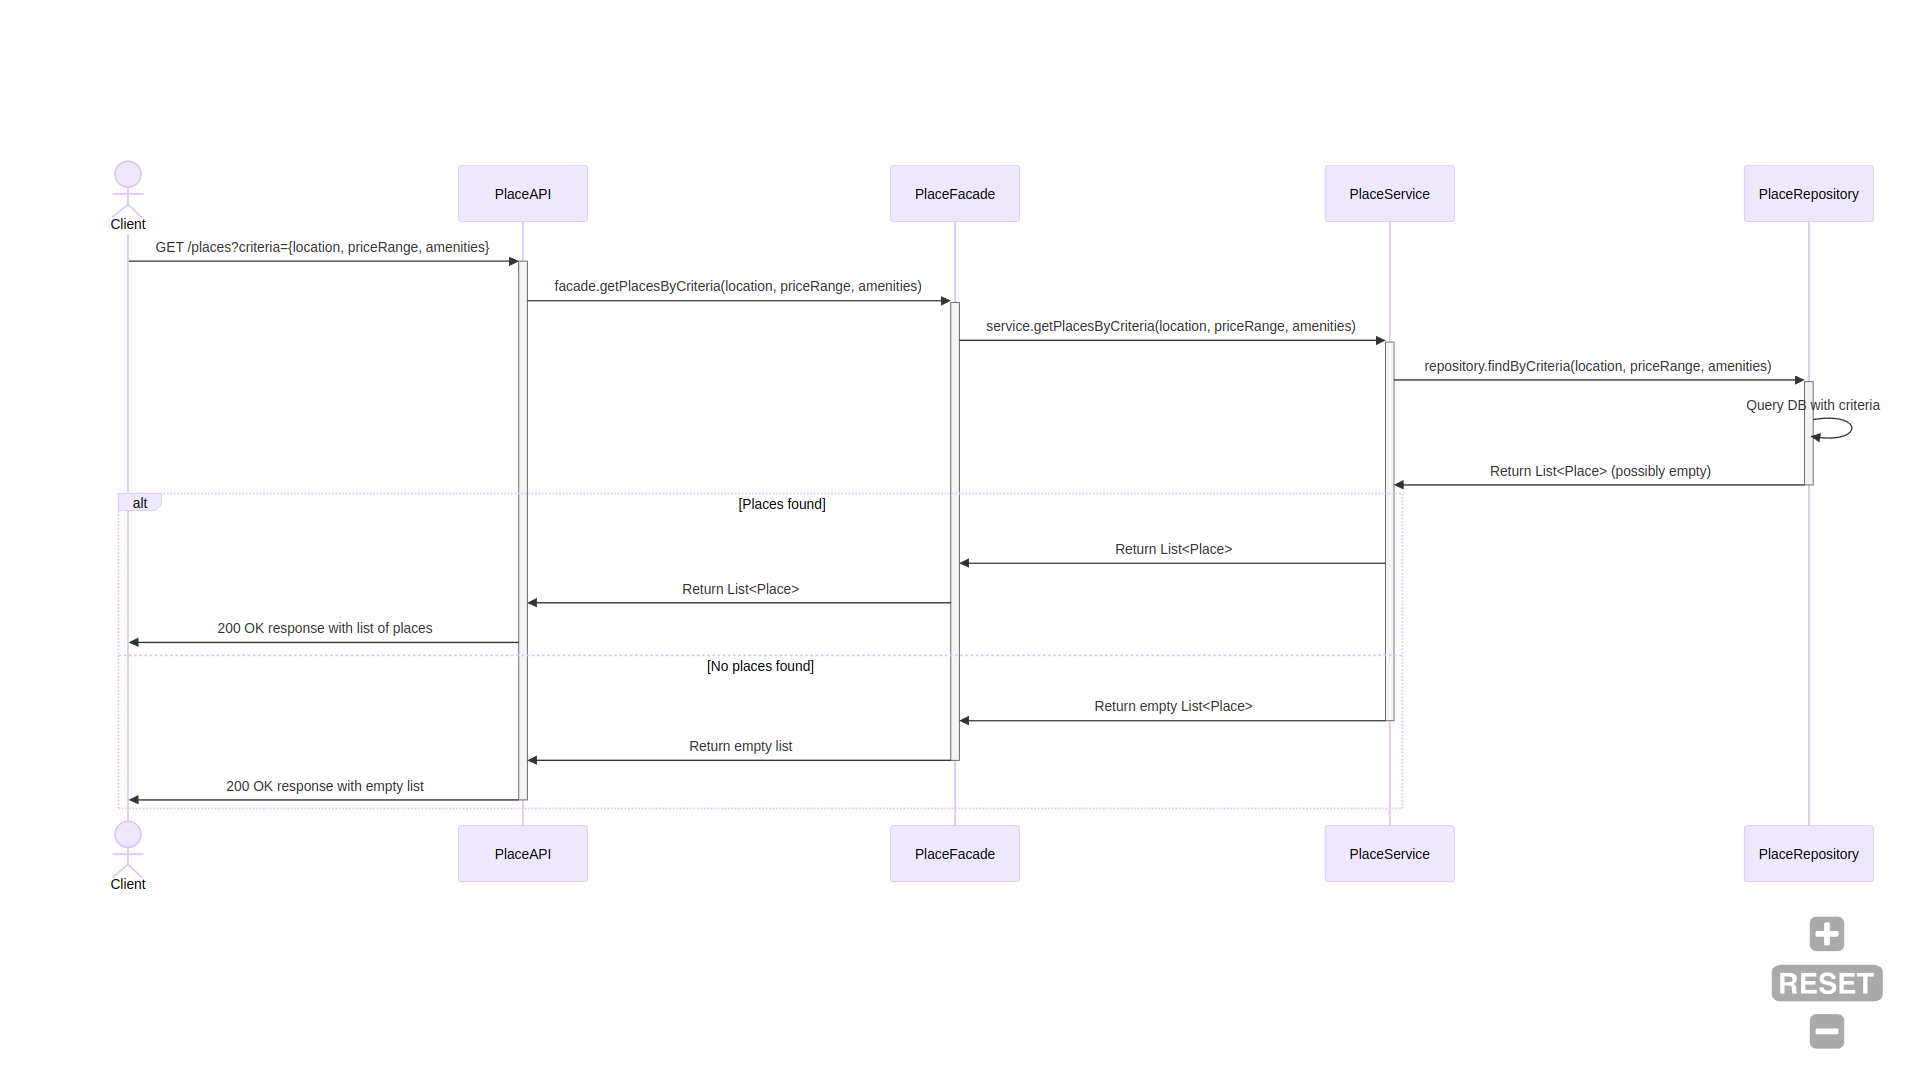 Client
PlaceAPI
PlaceFacade
PlaceService
PlaceRepository
GET /places?criteria={location, priceRange, amenities}
facade.getPlacesByCriteria(location, priceRange, amenities)
service.getPlacesByCriteria(location, priceRange, amenities)
repository.findByCriteria(location, priceRange, amenities)
Query DB with criteria
Return List<Place> (possibly empty)
alt
[Places found]
Return List<Place>
Return List<Place>
200 OK response with list of places
[No places found]
Return empty List<Place>
Return empty list
200 OK response with empty list
Client
PlaceAPI
PlaceFacade
PlaceService
PlaceRepository
RESET